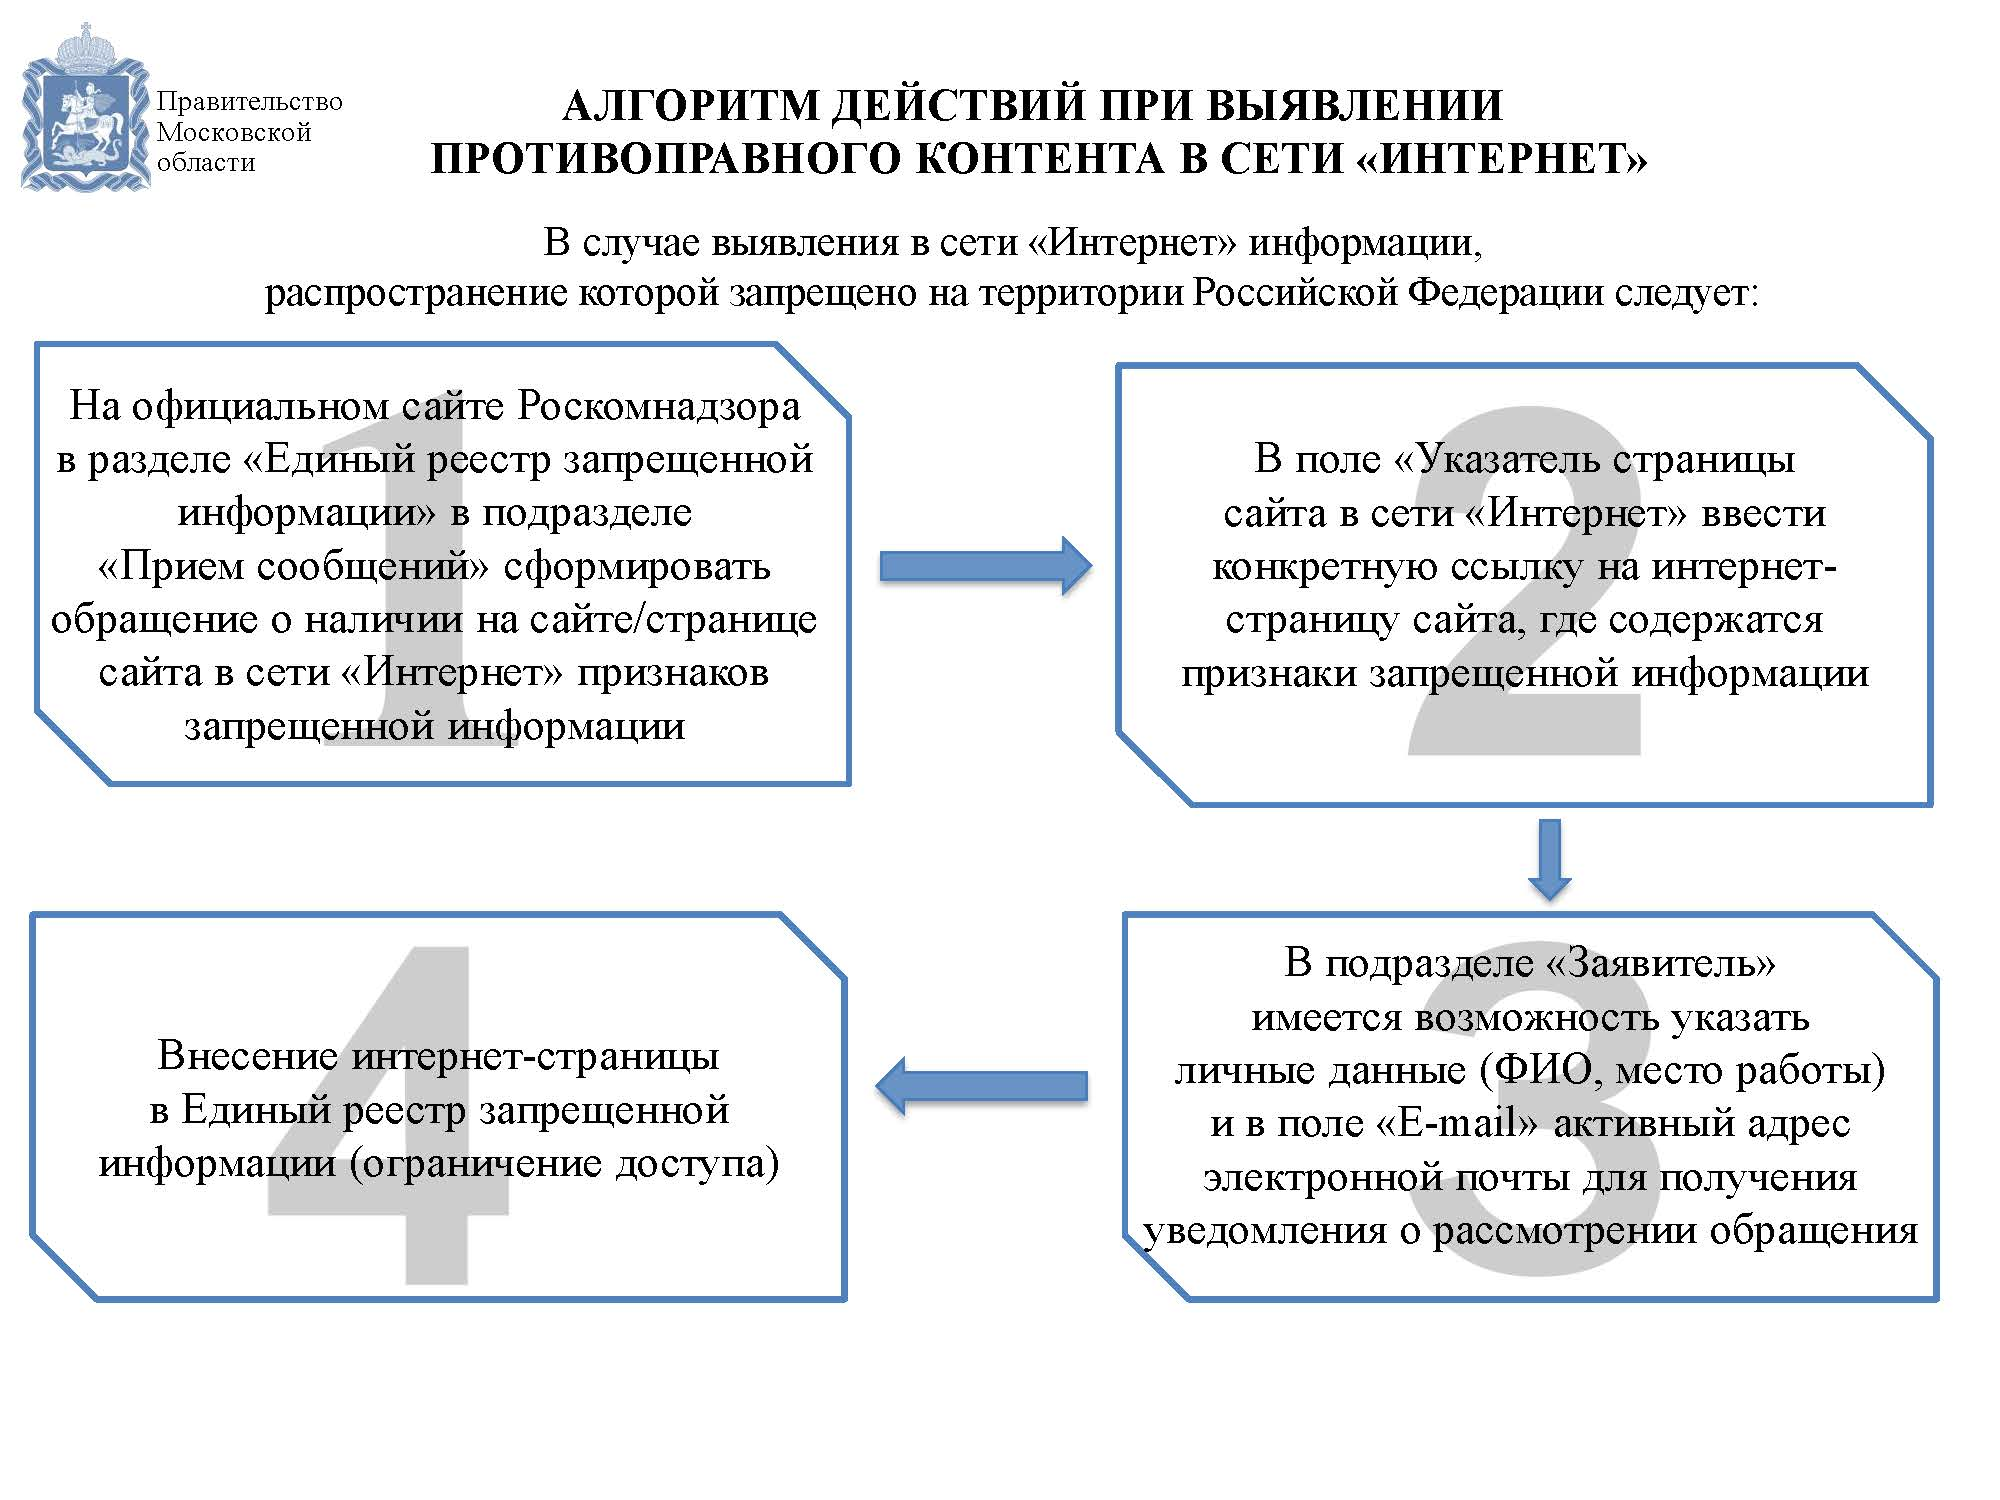 Правительство
Московской
области
АЛГОРИТМ ДЕЙСТВИЙ ПРИ ВЫЯВЛЕНИИ
ПРОТИВОПРАВНОГО КОНТЕНТА В СЕТИ «ИНТЕРНЕТ»
В случае выявления в сети «Интернет» информации,
распространение которой запрещено на территории Российской Федерации следует:
1
На официальном сайте Роскомнадзора
в разделе «Единый реестр запрещенной
информации» в подразделе
«Прием сообщений» сформировать
обращение о наличии на сайте/странице
сайта в сети «Интернет» признаков
запрещенной информации
2
В поле «Указатель страницы
сайта в сети «Интернет» ввести
конкретную ссылку на интернет-
страницу сайта, где содержатся
признаки запрещенной информации
3
В подразделе «Заявитель»
имеется возможность указать
личные данные (ФИО, место работы)
и в поле «E-mail» активный адрес
электронной почты для получения
уведомления о рассмотрении обращения
4
Внесение интернет-страницы
в Единый реестр запрещенной
информации (ограничение доступа)